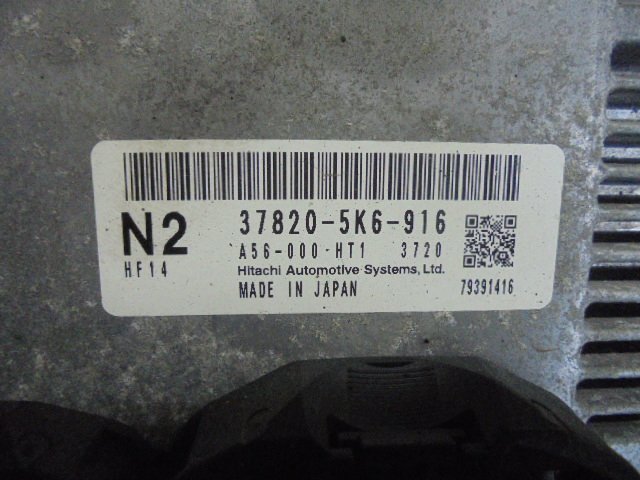 N2
HF14
37820-5K6-916
A56-000-HT1 3720
Hitachi Automotive Systems, Ltd.
MADE IN JAPAN
79391416